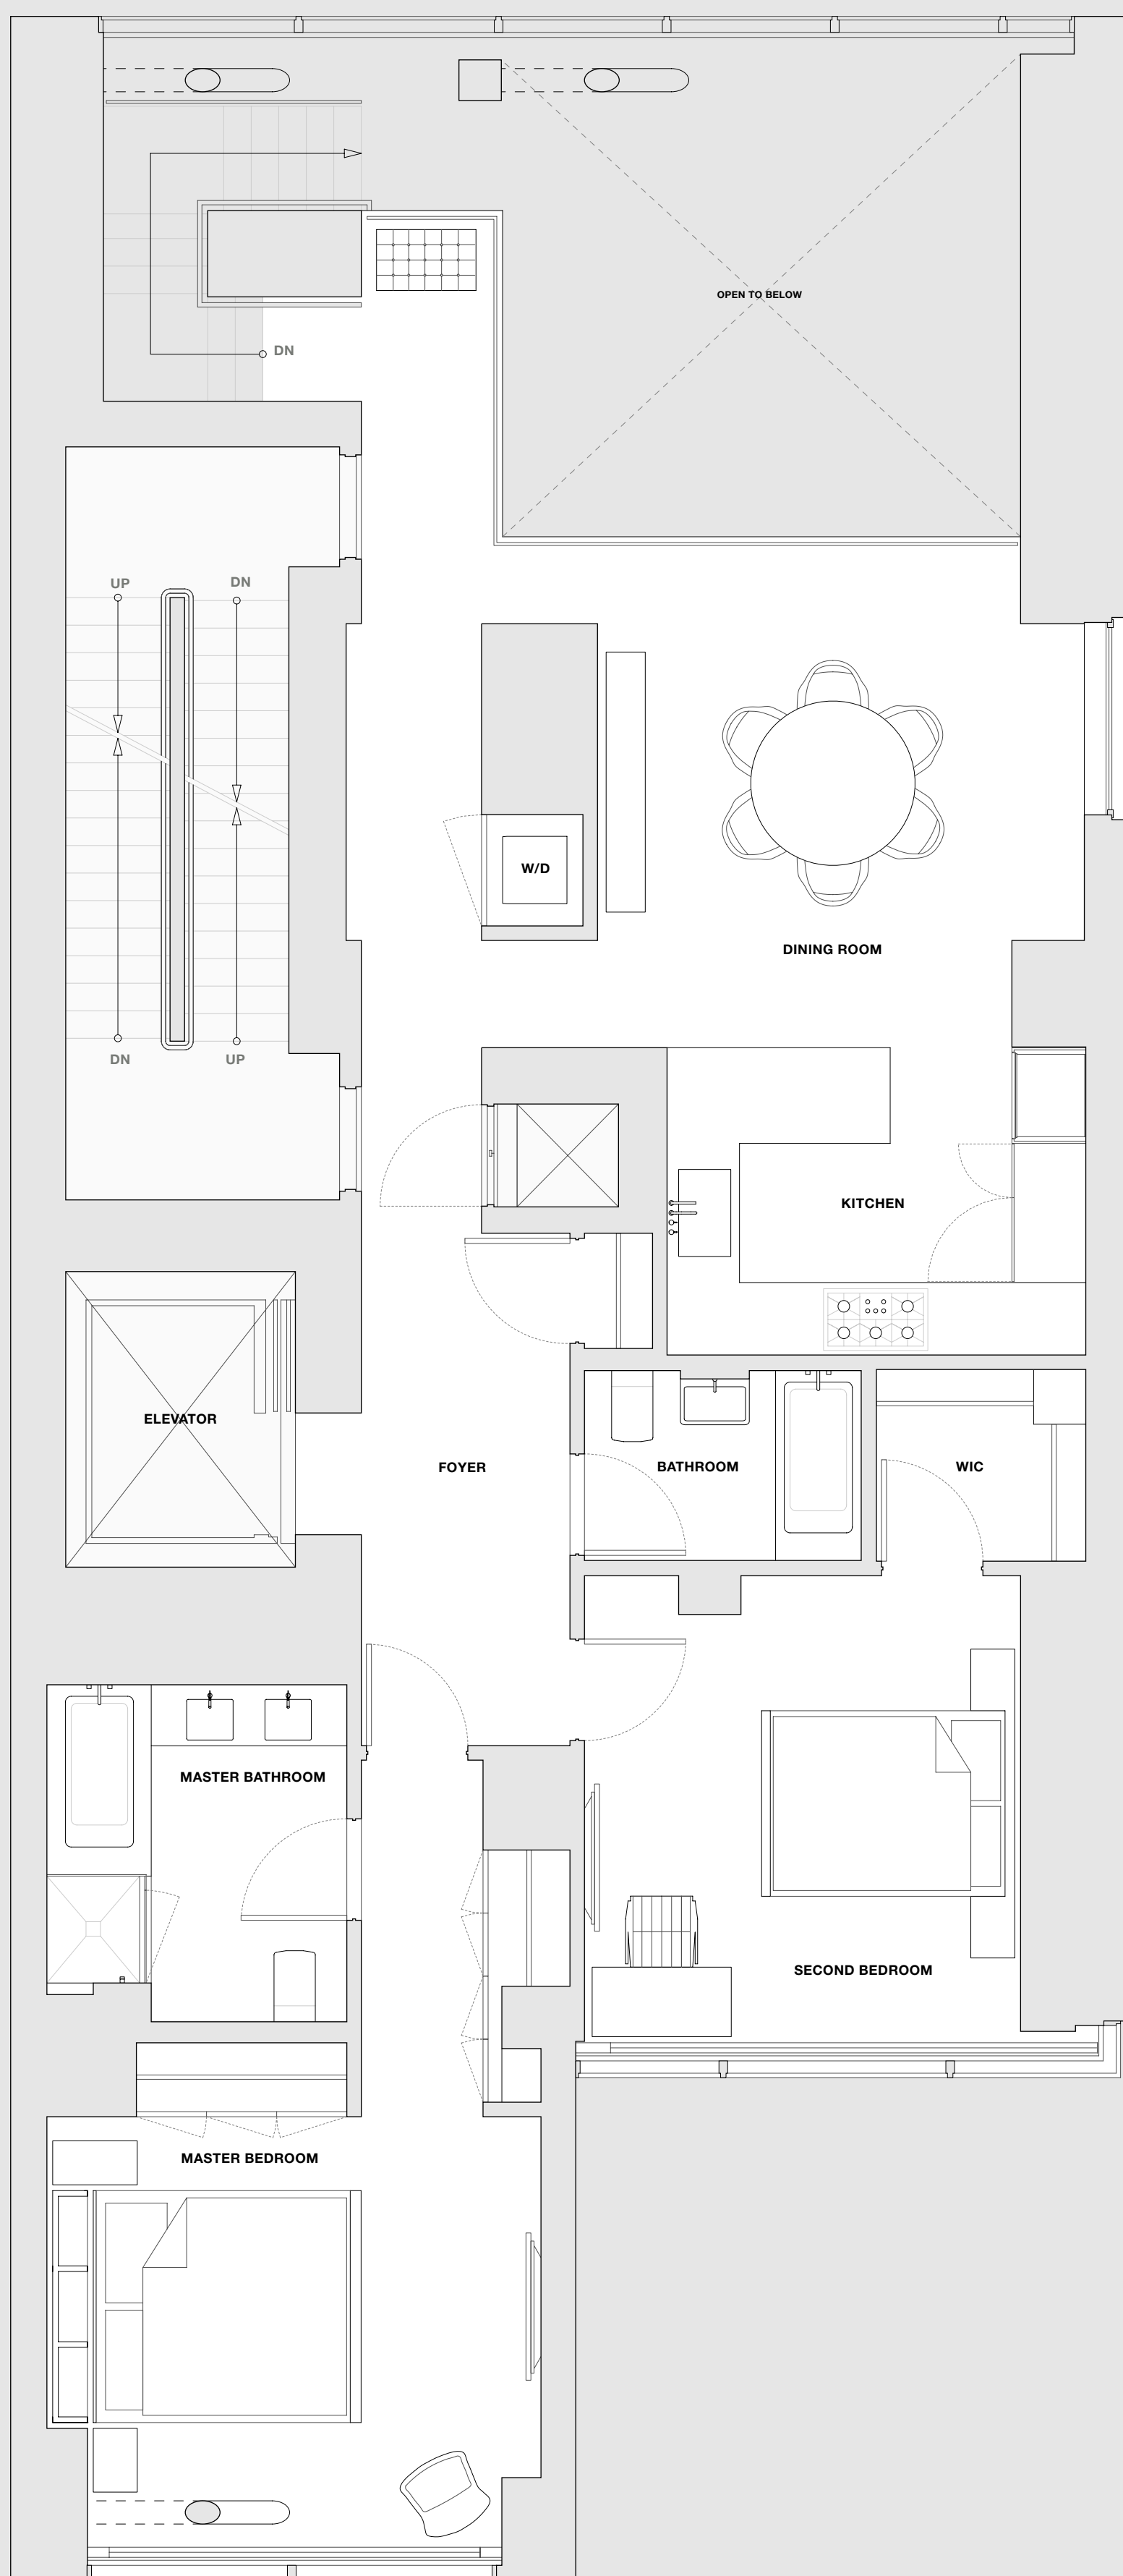 OPEN TO BELOW
DN
UP
DN
W/D
DINING ROOM
DN
UP
KITCHEN
ELEVATOR
FOYER
BATHROOM
WIC
MASTER BATHROOM
SECOND BEDROOM
MASTER BEDROOM